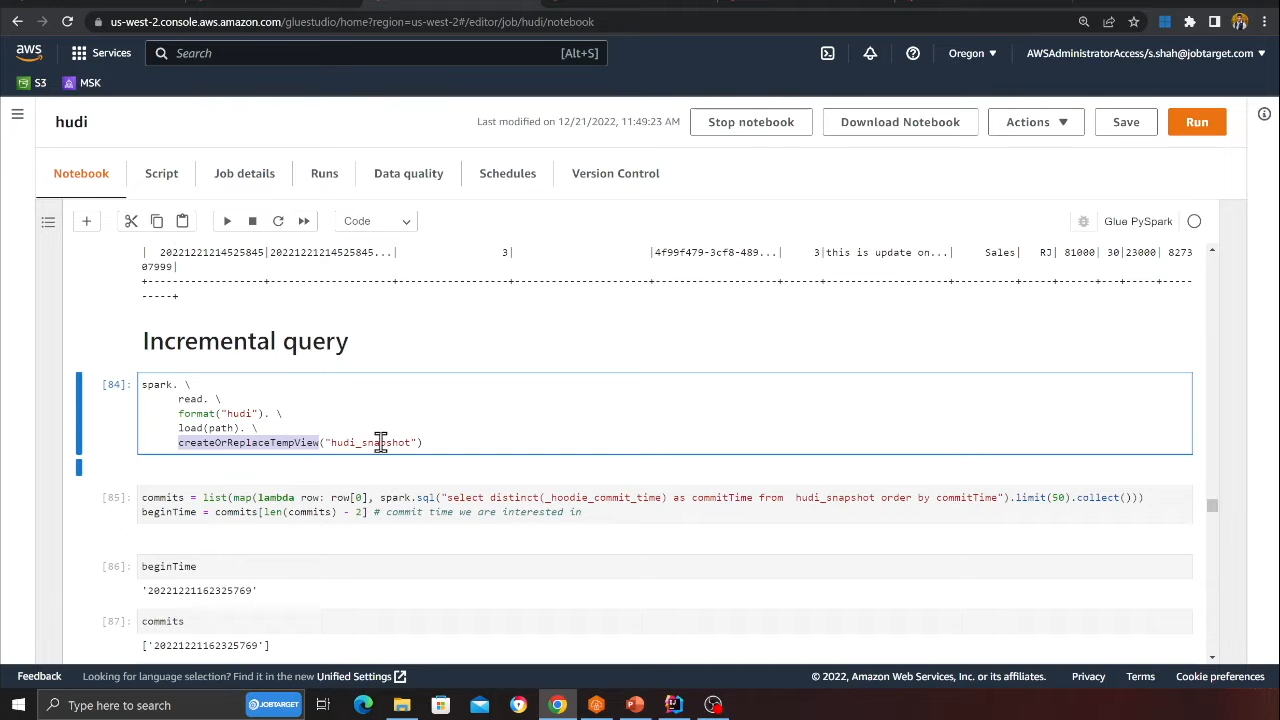 us-west-2.console.aws.amazon.com/gluestudio/home?region=us-west-2#/editor/job/hudi/notebook
aws Services Search [Alt+S] Oregon AWSAdministratorAccess/s.shah@jobtarget.com
S3 MSK
hudi Last modified on 12/21/2022, 11:49:23 AM Stop notebook Download Notebook Actions Save Run
Notebook Script Job details Runs Data quality Schedules Version Control
Code Glue PySpark
| 20221221214525845|20221221214525845...| 3| |4f99f479-3cf8-489...| 3|this is update on...| Sales| RJ| 81000| 30|23000| 8273
07999|
+-------------------+--------------------+------------------+----------------------+--------------------+------+--------------------+----------+-----+------+---+-----+-----
-----+
Incremental query
[84]: spark. \
read. \
format("hudi"). \
load(path). \
createOrReplaceTempView("hudi_snapshot")
[85]: commits = list(map(lambda row: row[0], spark.sql("select distinct(_hoodie_commit_time) as commitTime from  hudi_snapshot order by commitTime").limit(50).collect()))
beginTime = commits[len(commits) - 2] # commit time we are interested in
[86]: beginTime
'20221221162325769'
[87]: commits
['20221221162325769']
Feedback Looking for language selection? Find it in the new Unified Settings © 2022, Amazon Web Services, Inc. or its affiliates. Privacy Terms Cookie preferences
Type here to search JOBTARGET